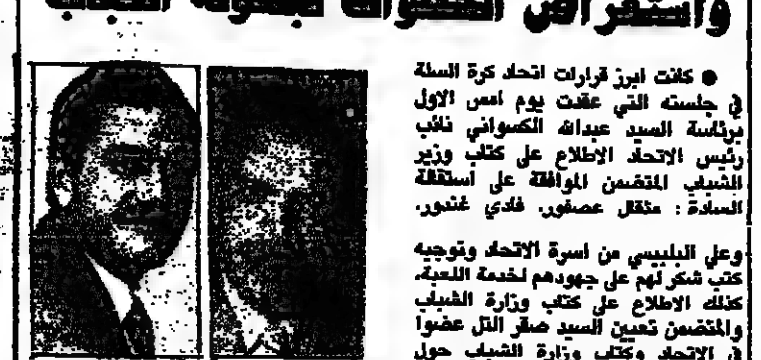 واستعراض
● كانت ابرز قرارات اتحاد كرة السلة
في جلسته التي عقدت يوم امس الاول
برئاسة السيد عبدالله الكسواني نائب
رئيس الاتحاد الاطلاع على كتاب وزير
الشباب المتضمن الموافقة على استقالة
السادة : مثقال عصفور. فادي غندور.
وعلي البلبيسي من اسرة الاتحاد وتوجيه
كتب شكر لهم على جهودهم لخدمة اللعبة.
كذلك الاطلاع على كتاب وزارة الشباب
والمتضمن تعيين السيد صقر التل عضوا
في الاتحاد وكتاب وزارة الشباب حول